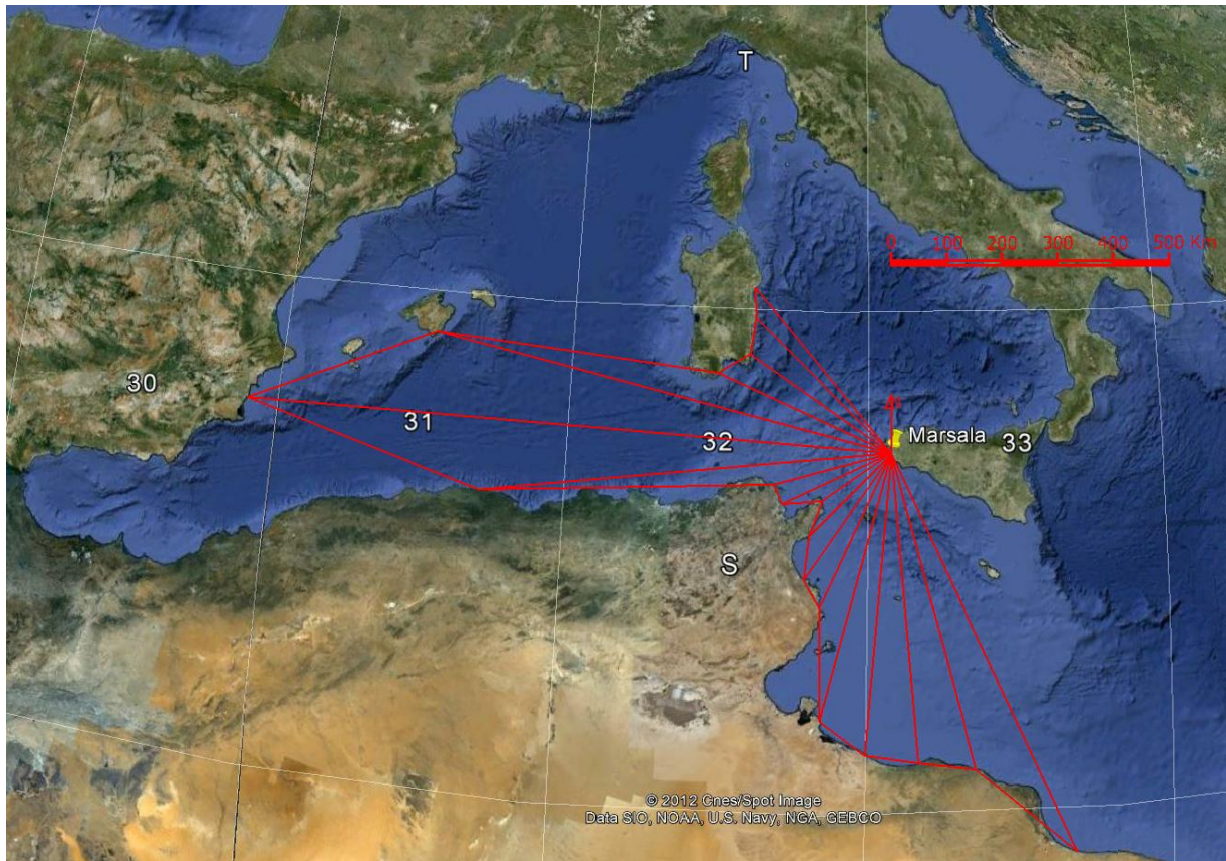 T
0 100 200 300 400 500 Km
30
31
32
Marsala
33
S
© 2012 Cnes/Spot Image
Data SIO, NOAA, U.S. Navy, NGA, GEBCO